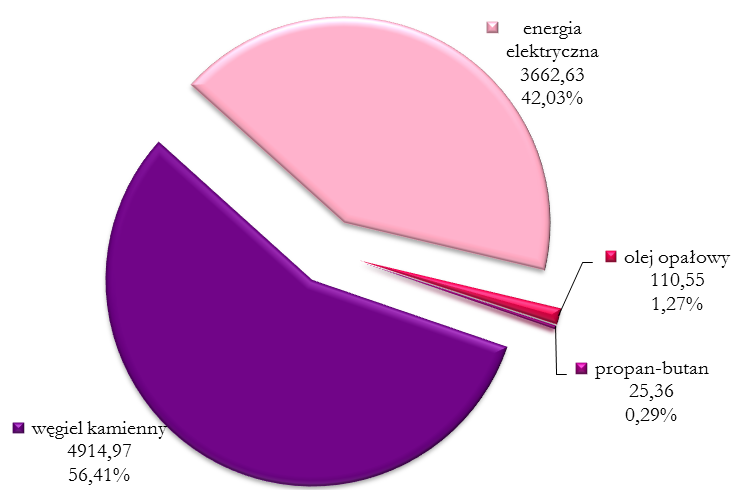 energia
elektryczna
3662,63
42,03%
olej opałowy
110,55
1,27%
propan-butan
25,36
0,29%
węgiel kamienny
4914,97
56,41%